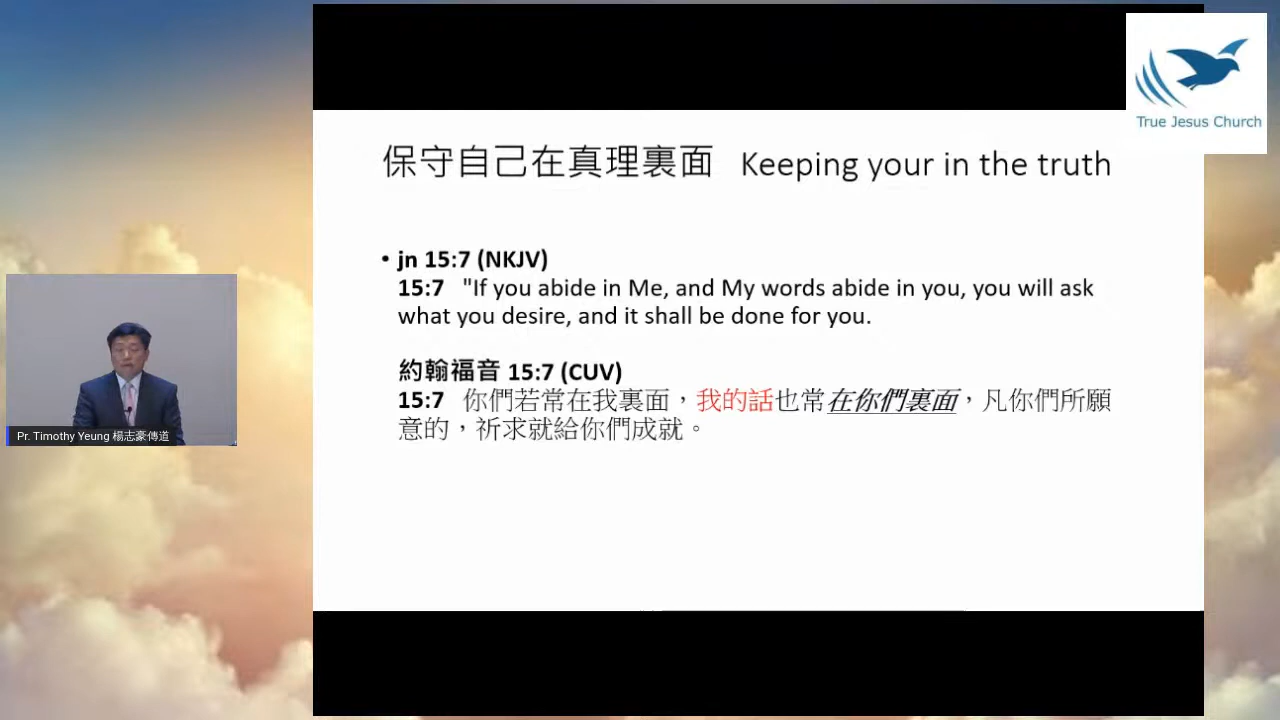 True Jesus Church
保守自己在真理裏面 Keeping your in the truth
• jn 15:7 (NKJV)
15:7 "If you abide in Me, and My words abide in you, you will ask
what you desire, and it shall be done for you.
約翰福音 15:7 (CUV)
15:7 你們若常在我裏面，我的話也常在你們裏面，凡你們所願
意的，祈求就給你們成就。
Pr. Timothy Yeung 楊志豪傳道